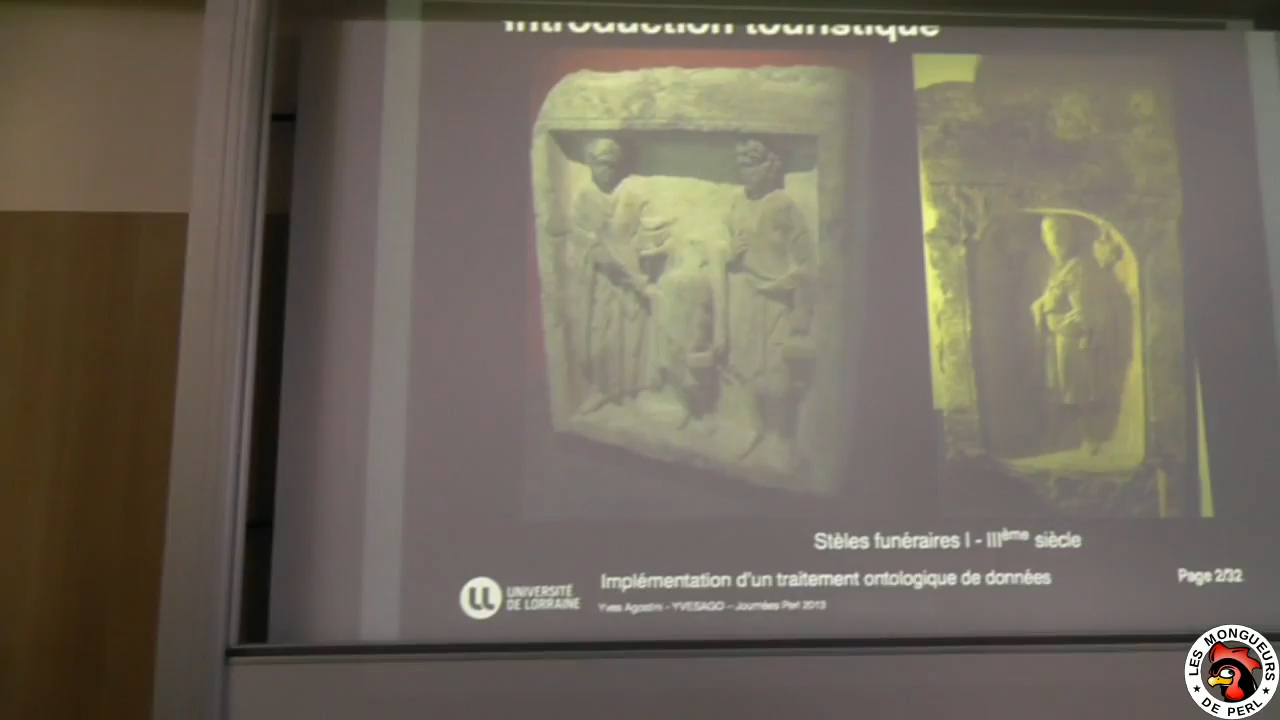 Introduction touristique
Stèles funéraires I - IIIème siècle
Implémentation d'un traitement ontologique de données
Page 2/32
UNIVERSITÉ
DE LORRAINE
Yves Agostini - YVESAGO - Journées Perl 2013
LES MONGUEURS
DE PERL